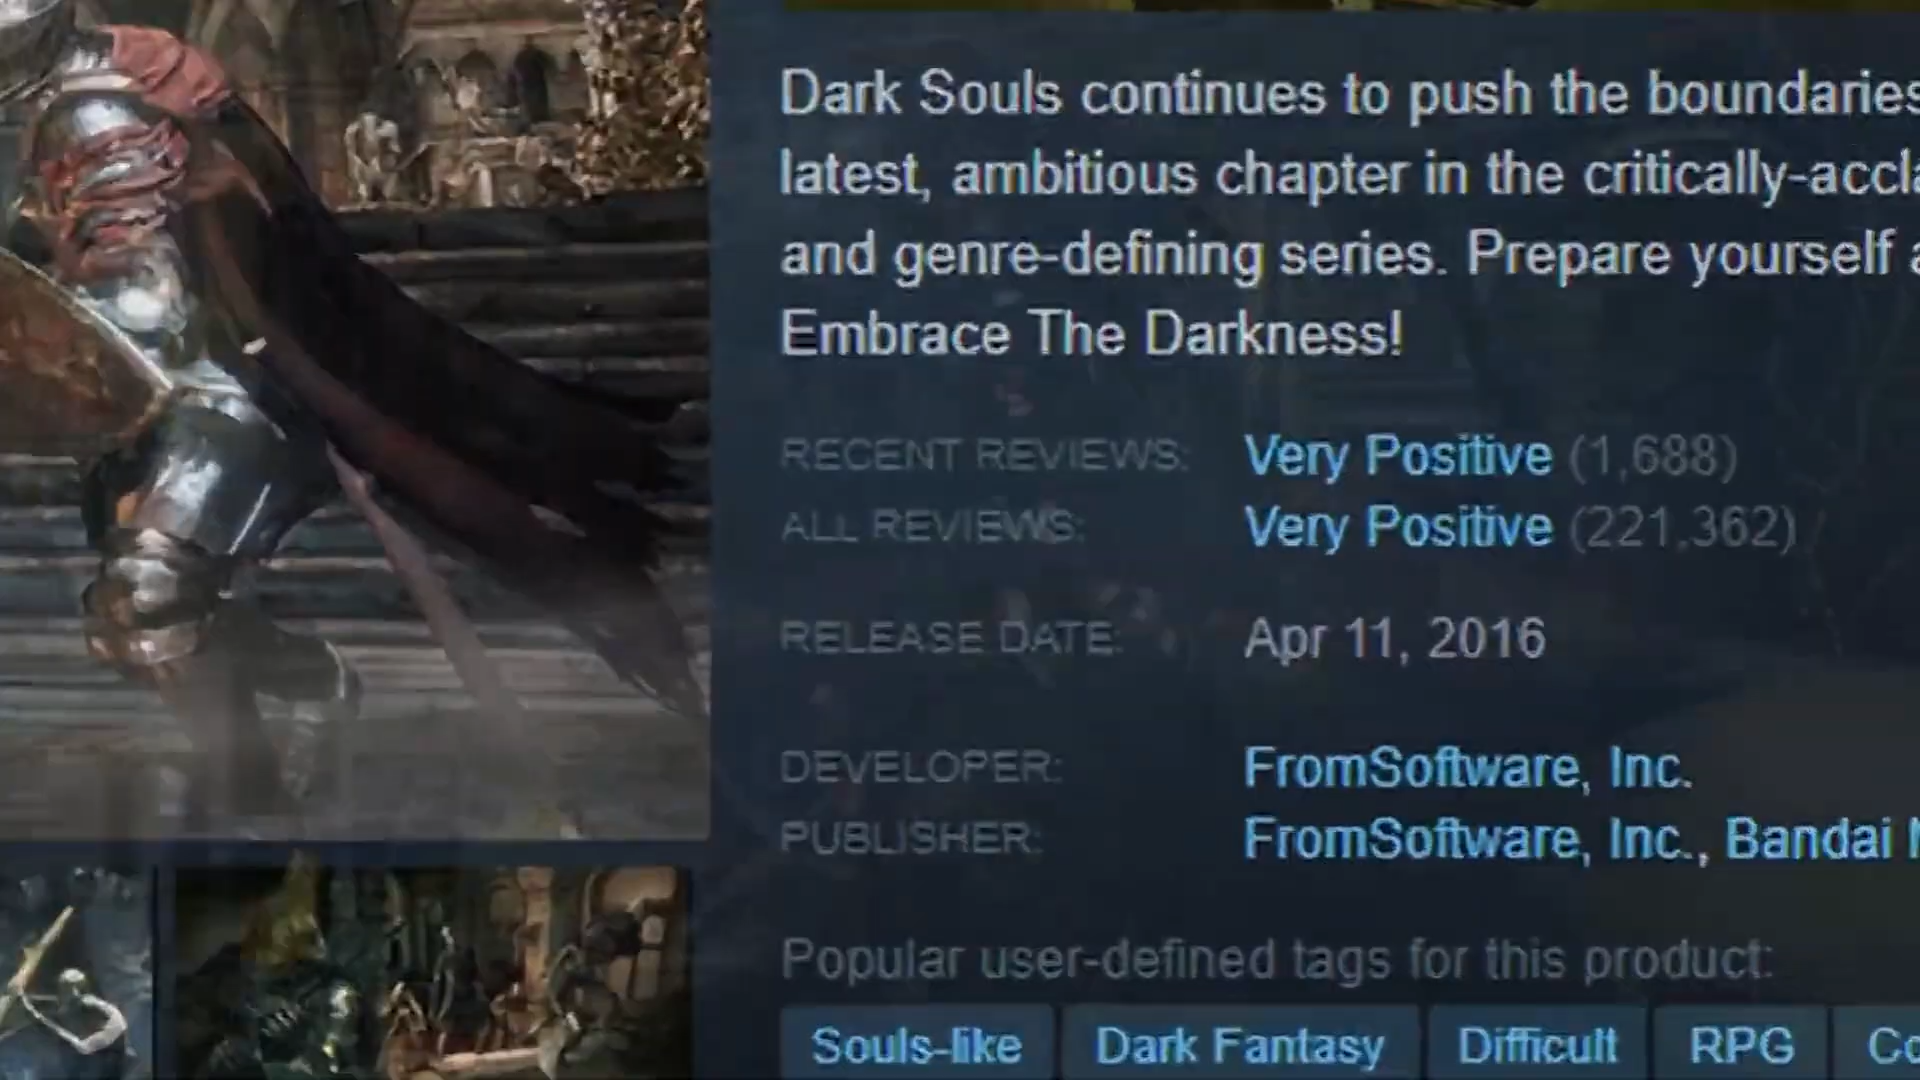 Dark Souls continues to push the boundaries
latest, ambitious chapter in the critically-accla
and genre-defining series. Prepare yourself a
Embrace The Darkness!
RECENT REVIEWS: Very Positive (1,688)
ALL REVIEWS: Very Positive (221,362)
RELEASE DATE: Apr 11, 2016
DEVELOPER: FromSoftware, Inc.
PUBLISHER: FromSoftware, Inc., Bandai
Popular user-defined tags for this product:
Souls-like Dark Fantasy Difficult RPG Co